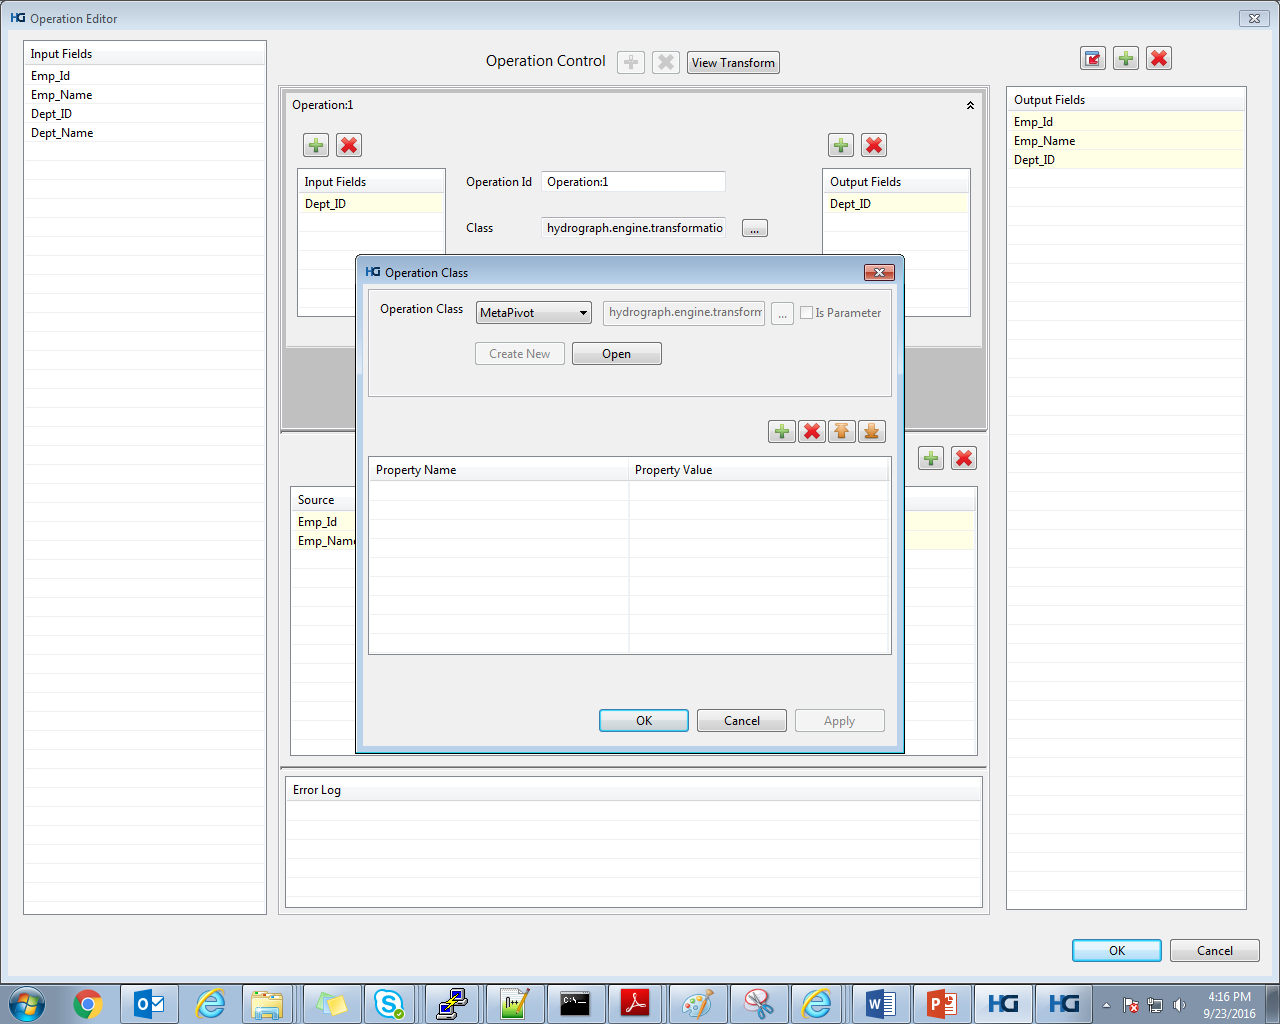 HG Operation Editor
Input Fields
Emp_Id
Emp_Name
Dept_ID
Dept_Name
Operation Control
View Transform
Operation:1
Input Fields
Dept_ID
Operation Id
Operation:1
Class
hydrograph.engine.transformatio
...
Output Fields
Dept_ID
Output Fields
Emp_Id
Emp_Name
Dept_ID
HG Operation Class
Operation Class
MetaPivot
hydrograph.engine.transform
...
Is Parameter
Create New
Open
Property Name
Property Value
OK
Cancel
Apply
Source
Emp_Id
Emp_Name
Error Log
OK
Cancel
C:\.
HG
HG
4:16 PM
9/23/2016